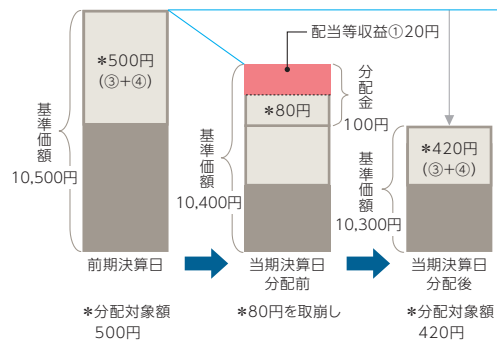 配当等収益①20円
＊500円
(③+④)
基準価額
10,500円
＊80円
分配金
100円
基準価額
10,400円
＊420円
(③+④)
基準価額
10,300円
前期決算日
当期決算日
分配前
当期決算日
分配後
＊分配対象額
500円
＊80円を取崩し
＊分配対象額
420円